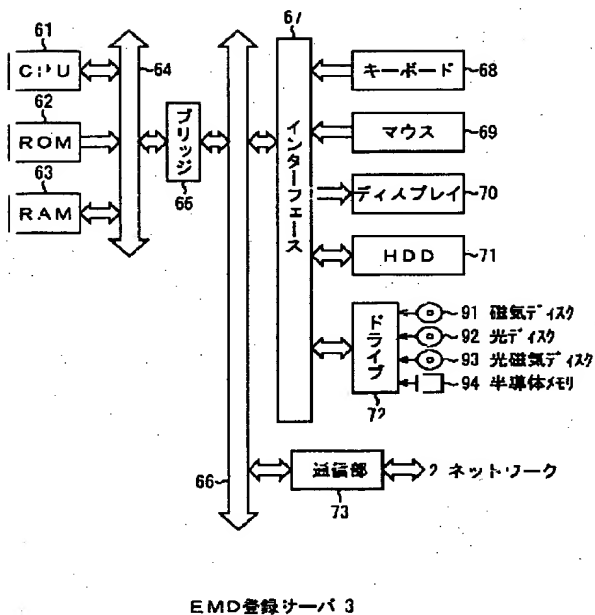 61
CPU
64
62
ROM
63
RAM
ブリッジ
65
66
67
インターフェース
キーボード 68
マウス 69
ディスプレイ 70
HDD 71
ドライブ
72
91 磁気ディスク
92 光ディスク
93 光磁気ディスク
94 半導体メモリ
通信部
73
2 ネットワーク
EMD登録サーバ 3